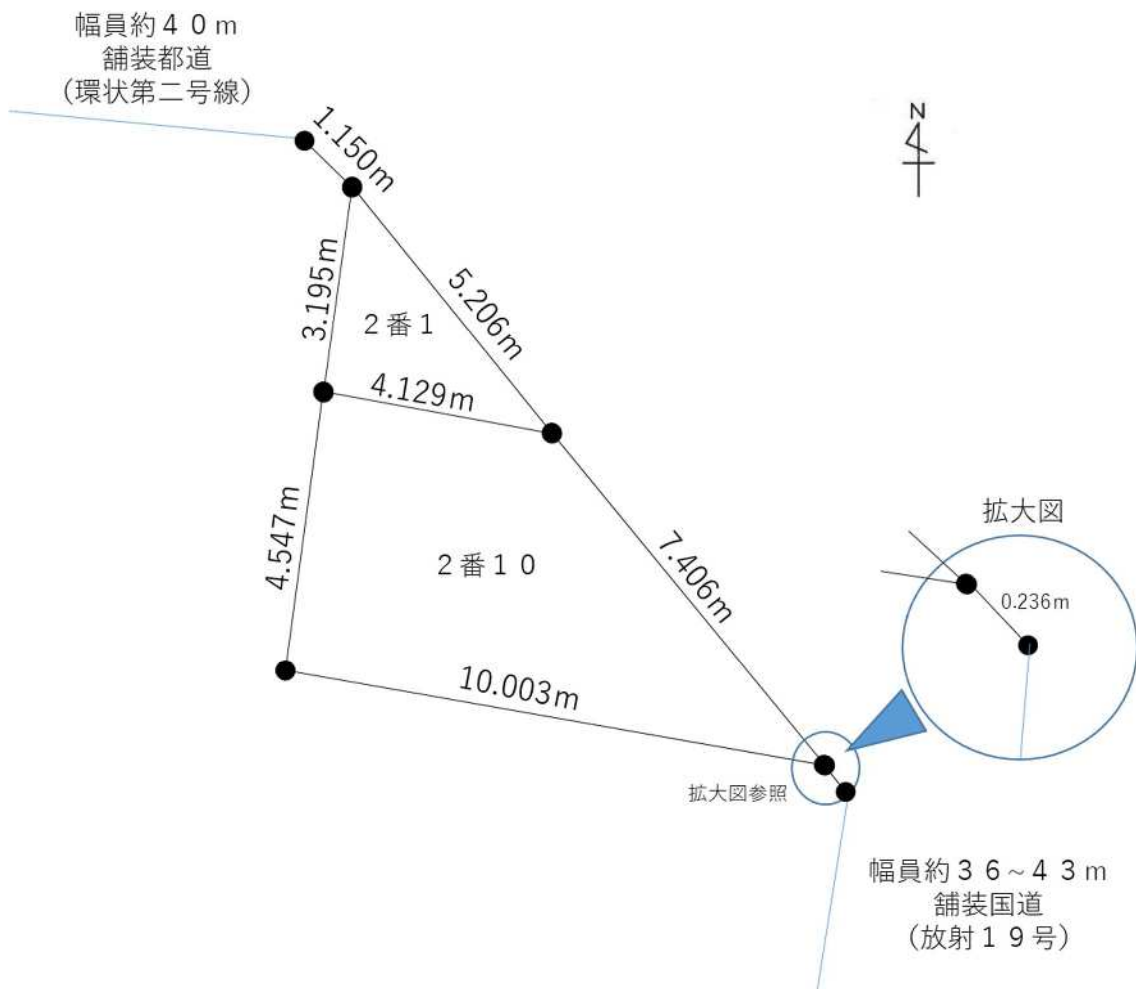 幅員約４０ｍ
舗装都道
（環状第二号線）
N
1.150m
3.195m
5.206m
２番１
4.129m
4.547m
２番１０
7.406m
拡大図
0.236m
10.003m
拡大図参照
幅員約３６~４３ｍ
舗装国道
（放射１９号）